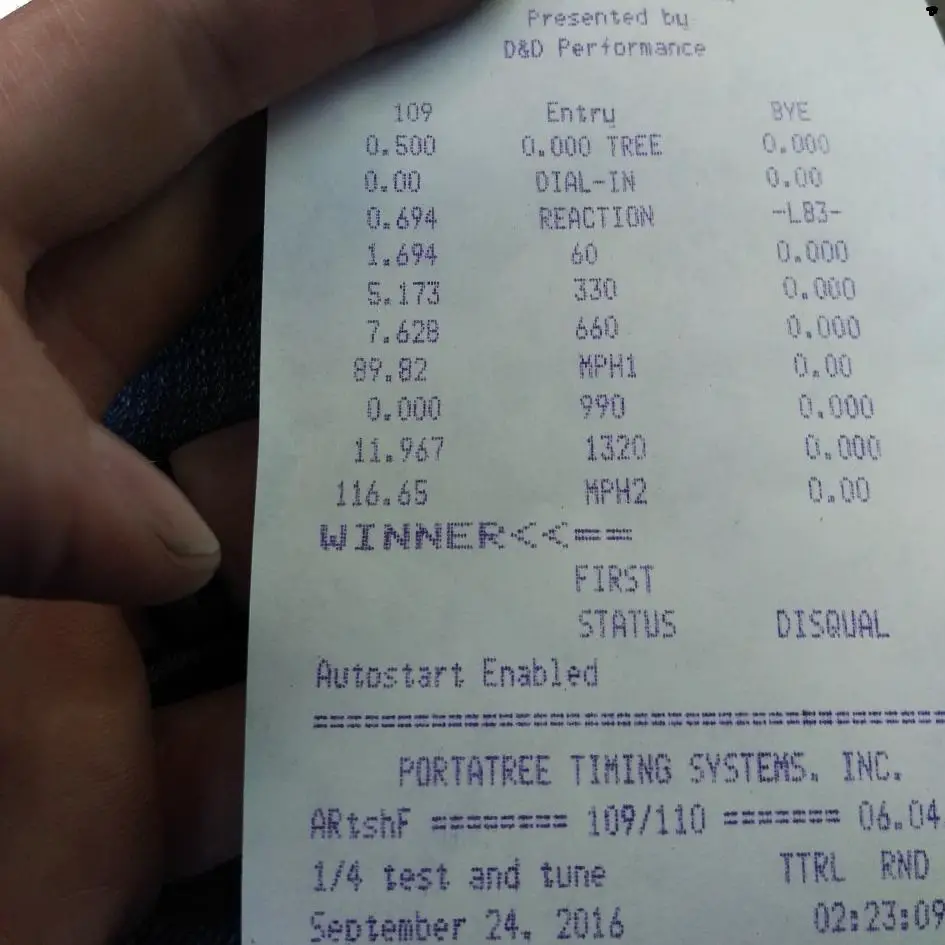 Presented by
D&D Performance
109 Entry BYE
0.500 0.000 TREE 0.000
0.00 DIAL-IN 0.00
0.694 REACTION -L83-
1.694 60 0.000
5.173 330 0.000
7.628 660 0.000
89.82 MPH1 0.00
0.000 990 0.000
11.967 1320 0.000
116.65 MPH2 0.00
WINNER<<==
FIRST
STATUS DISQUAL
Autostart Enabled
PORTATREE TIMING SYSTEMS. INC.
ARtshF ======== 109/110 ======= 06.04
1/4 test and tune TTRL RND
September 24, 2016 02:23:09